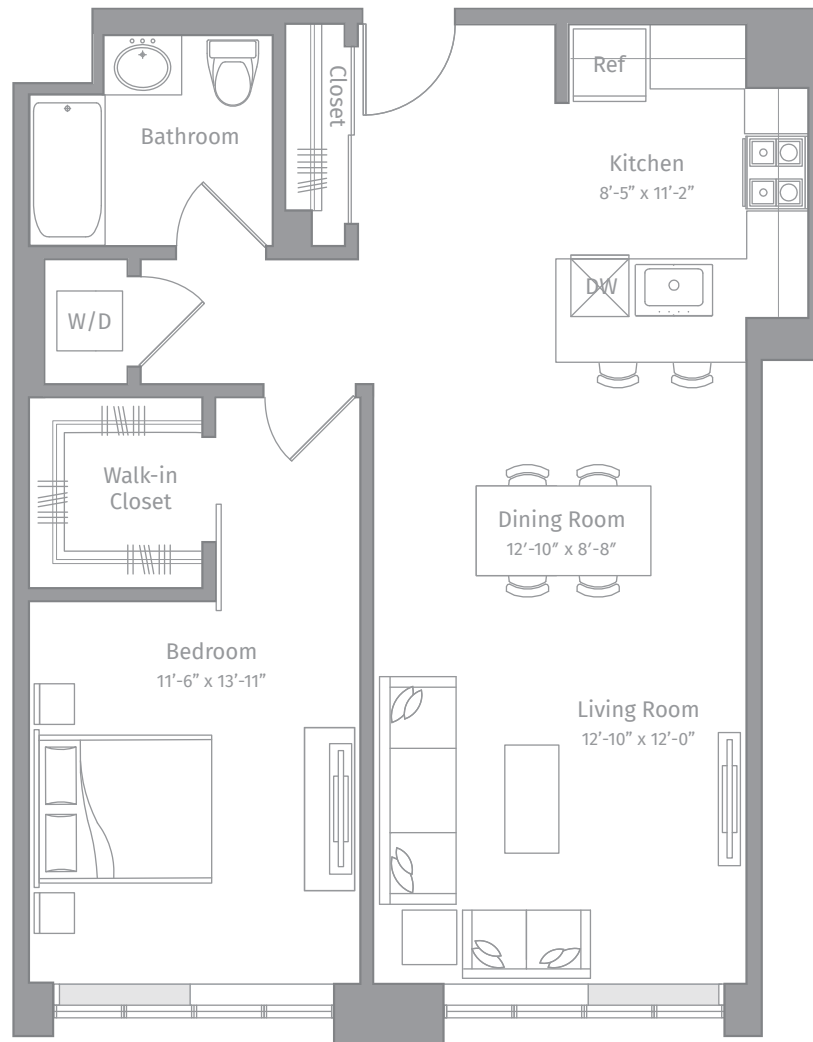 Closet
Ref
Bathroom
Kitchen
8’-5” x 11’-2”
DW
W/D
Walk-in
Closet
Dining Room
12’-10” x 8’-8”
Bedroom
11’-6” x 13’-11”
Living Room
12’-10” x 12’-0”